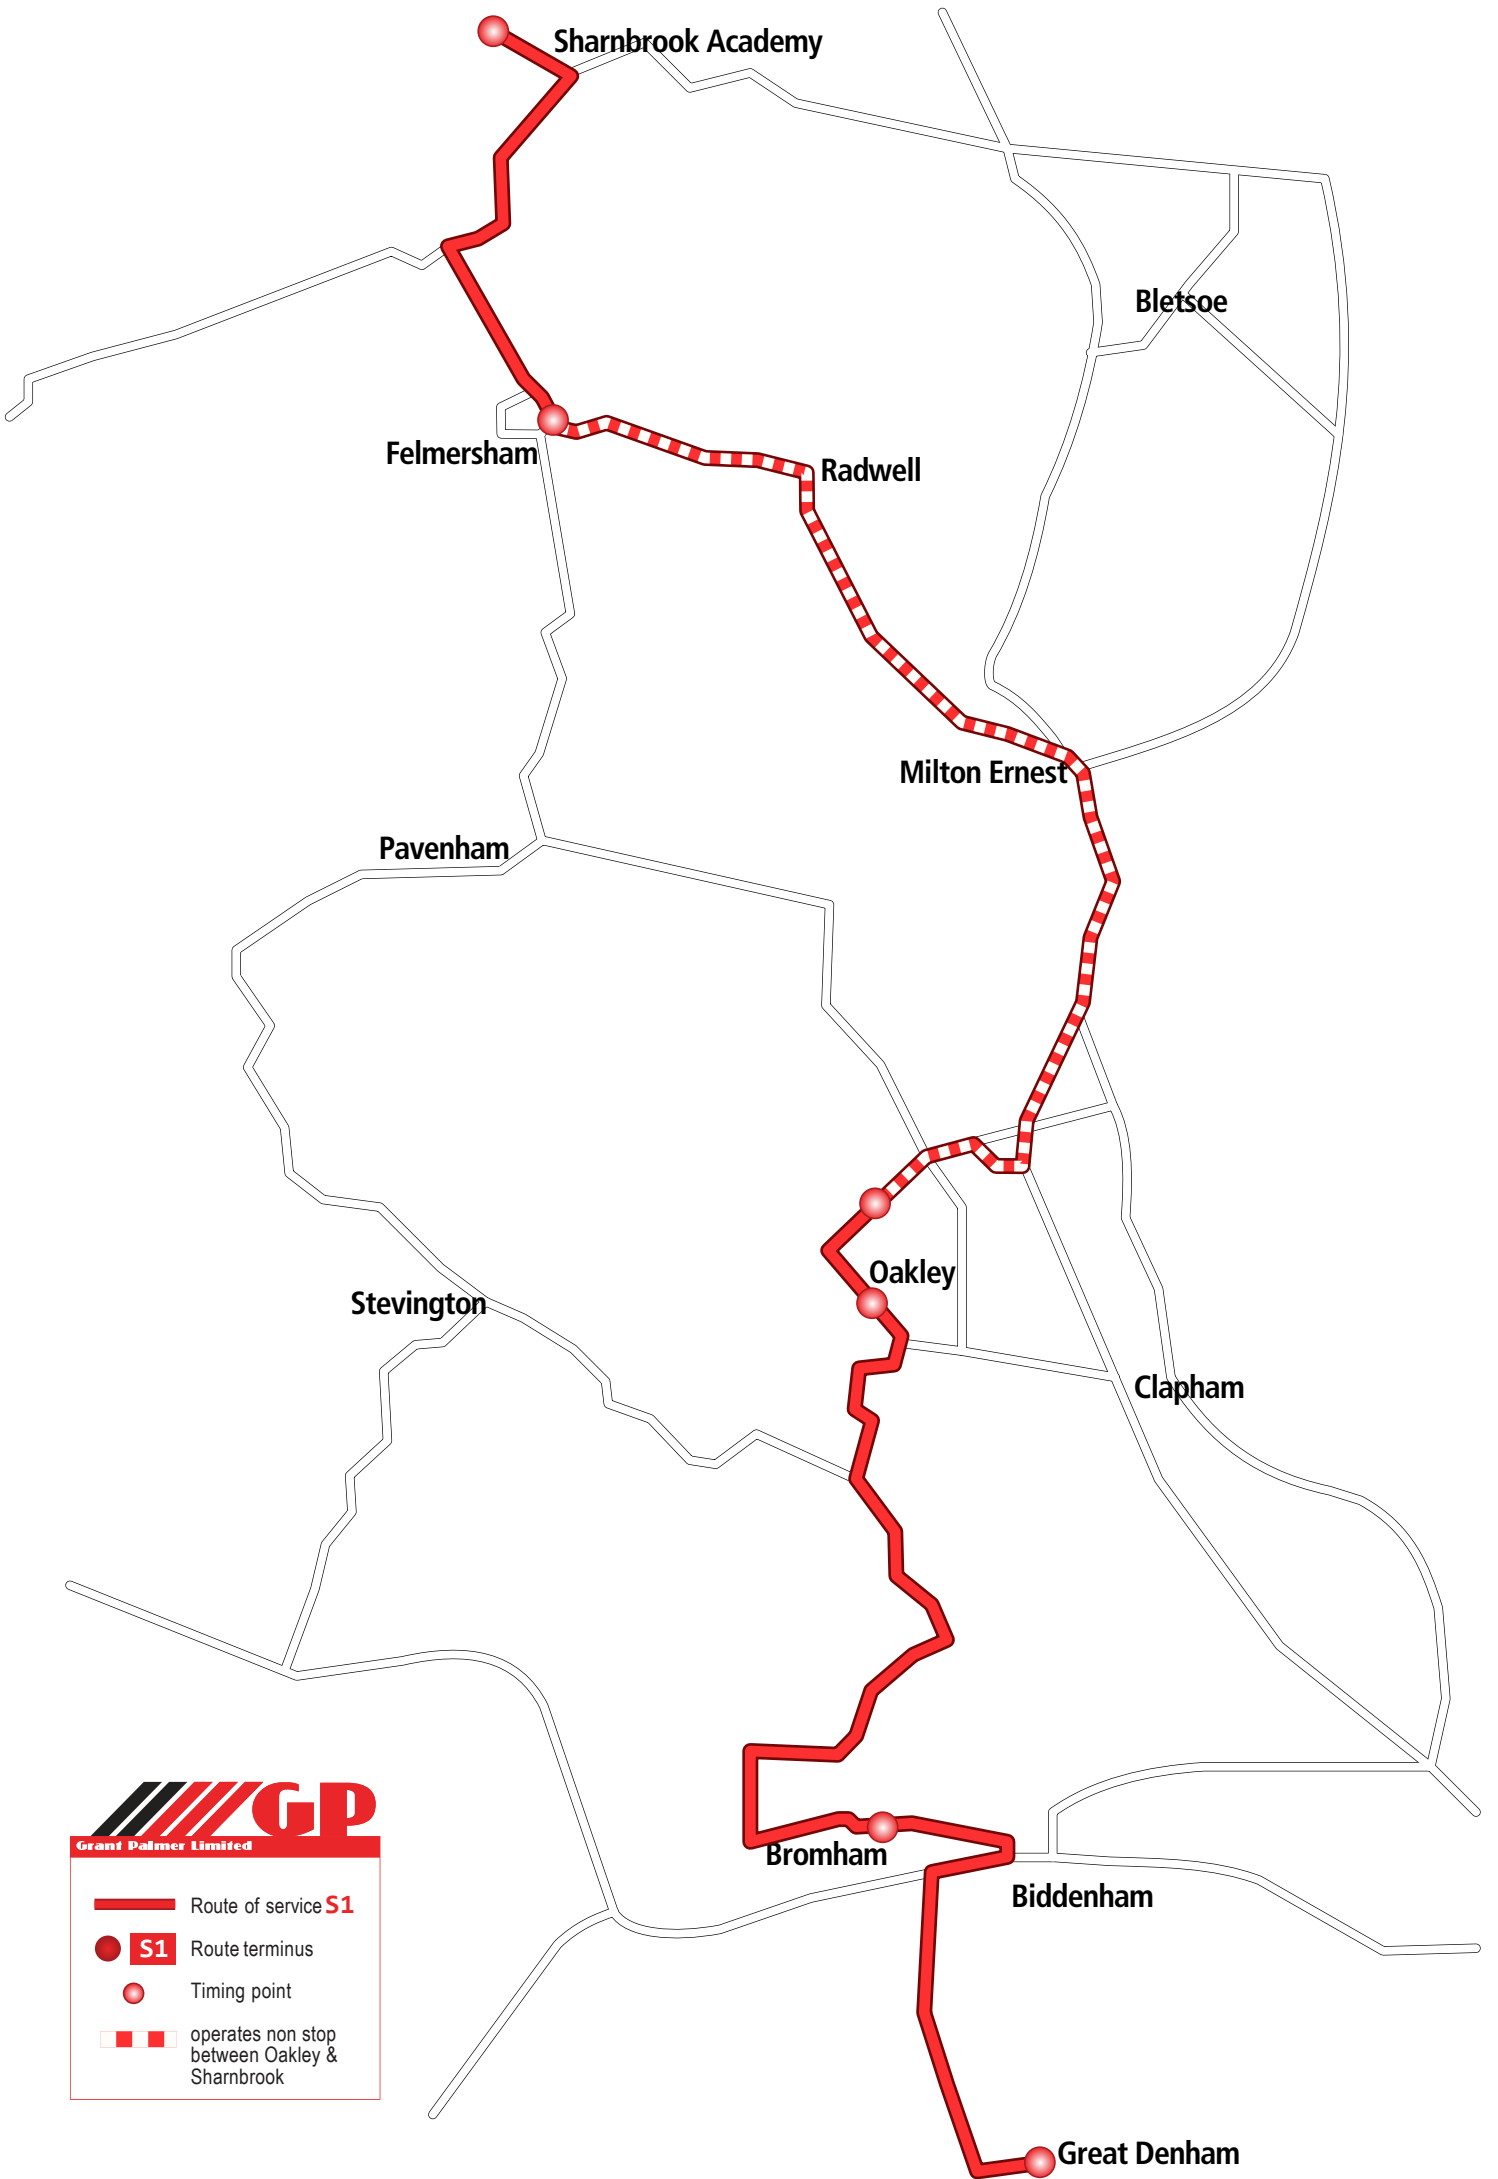 Sharnbrook Academy
Bletsoe
Felmersham
Radwell
Milton Ernest
Pavenham
Oakley
Stevington
Clapham
GP
Grant Palmer Limited
Bromham
Biddenham
Route of service S1
S1 Route terminus
Timing point
operates non stop
between Oakley &
Sharnbrook
Great Denham